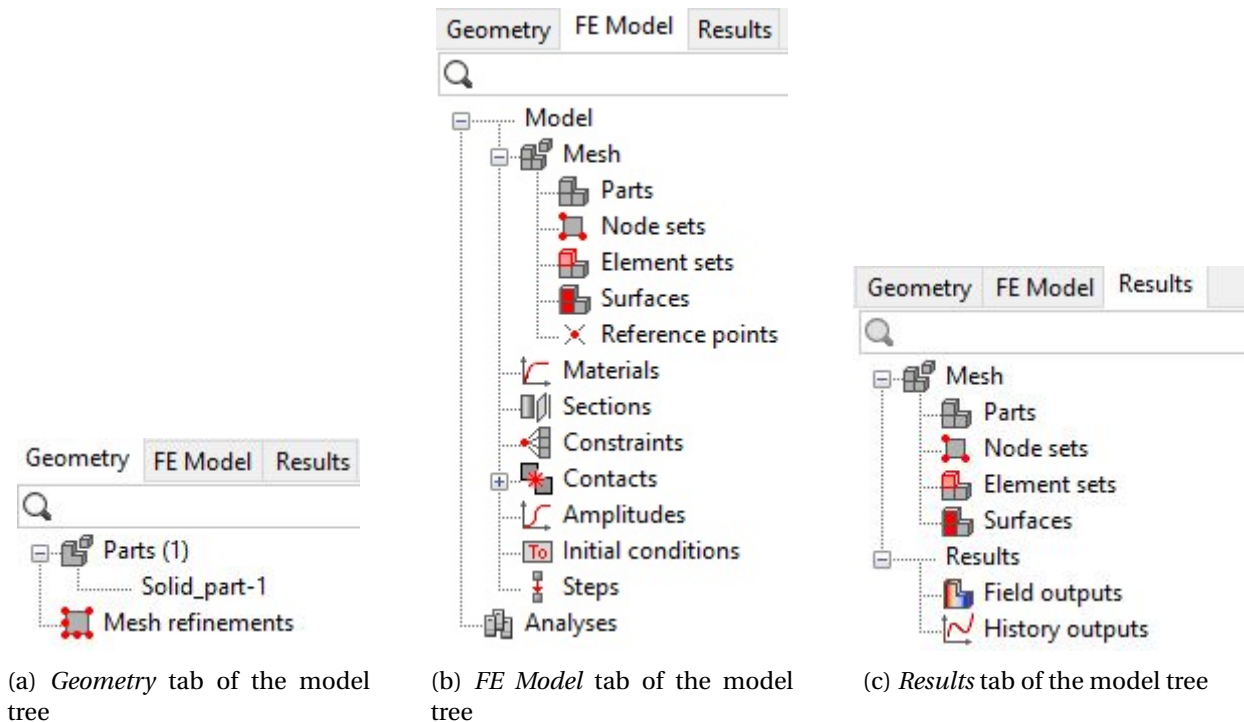 Geometry FE Model Results
Parts (1)
Solid_part-1
Mesh refinements
(a) Geometry tab of the model
tree
Geometry FE Model Results
Model
Mesh
Parts
Node sets
Element sets
Surfaces
Reference points
Materials
Sections
Constraints
Contacts
Amplitudes
To Initial conditions
Steps
Analyses
(b) FE Model tab of the model
tree
Geometry FE Model Results
Mesh
Parts
Node sets
Element sets
Surfaces
Results
Field outputs
History outputs
(c) Results tab of the model tree